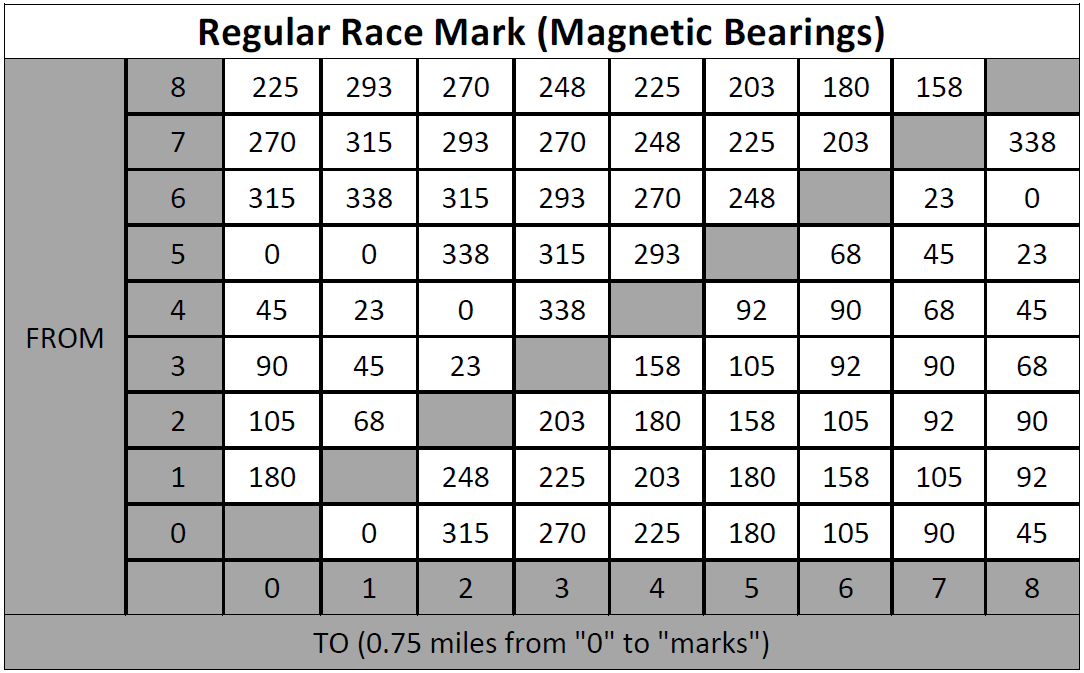 Regular Race Mark (Magnetic Bearings)
8 225 293 270 248 225 203 180 158
7 270 315 293 270 248 225 203 338
6 315 338 315 293 270 248 23 0
5 0 0 338 315 293 68 45 23
4 45 23 0 338 92 90 68 45
FROM
3 90 45 23 158 105 92 90 68
2 105 68 203 180 158 105 92 90
1 180 248 225 203 180 158 105 92
0 0 315 270 225 180 105 90 45
0 1 2 3 4 5 6 7 8
TO (0.75 miles from "0" to "marks")